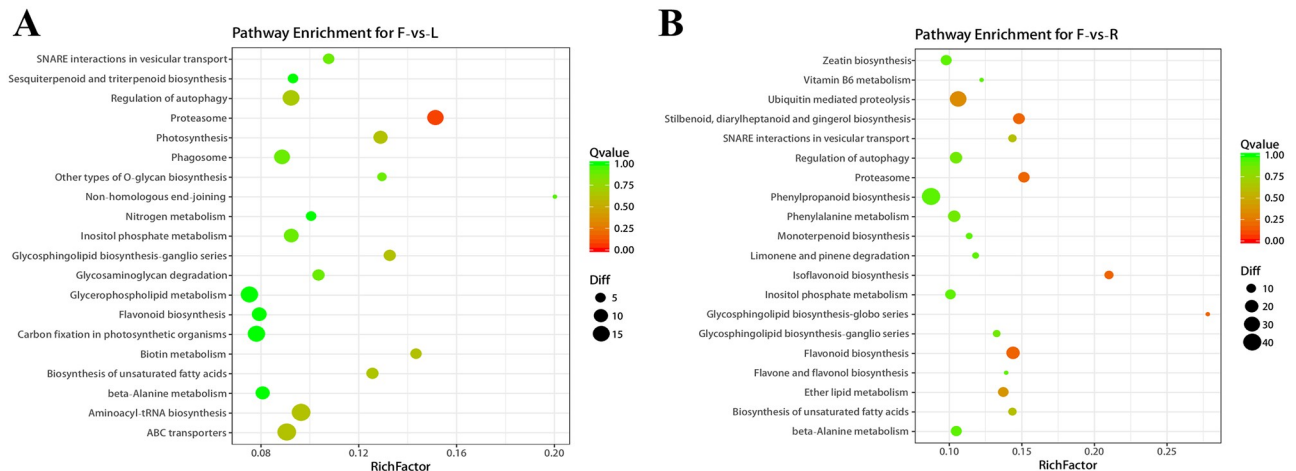 A
Pathway Enrichment for F-vs-L
SNARE interactions in vesicular transport
Sesquiterpenoid and triterpenoid biosynthesis
Regulation of autophagy
Proteasome
Photosynthesis
Phagosome
Other types of O-glycan biosynthesis
Non-homologous end-joining
Nitrogen metabolism
Inositol phosphate metabolism
Glycosphingolipid biosynthesis-ganglio series
Glycosaminoglycan degradation
Glycerophospholipid metabolism
Flavonoid biosynthesis
Carbon fixation in photosynthetic organisms
Biotin metabolism
Biosynthesis of unsaturated fatty acids
beta-Alanine metabolism
Aminoacyl-tRNA biosynthesis
ABC transporters
0.08 0.12 0.16 0.20
RichFactor
Qvalue
1.00
0.75
0.50
0.25
0.00
Diff
5
10
15
B
Pathway Enrichment for F-vs-R
Zeatin biosynthesis
Vitamin B6 metabolism
Ubiquitin mediated proteolysis
Stilbenoid, diarylheptanoid and gingerol biosynthesis
SNARE interactions in vesicular transport
Regulation of autophagy
Proteasome
Phenylpropanoid biosynthesis
Phenylalanine metabolism
Monoterpenoid biosynthesis
Limonene and pinene degradation
Isoflavonoid biosynthesis
Inositol phosphate metabolism
Glycosphingolipid biosynthesis-globo series
Glycosphingolipid biosynthesis-ganglio series
Flavonoid biosynthesis
Flavone and flavonol biosynthesis
Ether lipid metabolism
Biosynthesis of unsaturated fatty acids
beta-Alanine metabolism
0.10 0.15 0.20 0.25
RichFactor
Qvalue
1.00
0.75
0.50
0.25
0.00
Diff
10
20
30
40